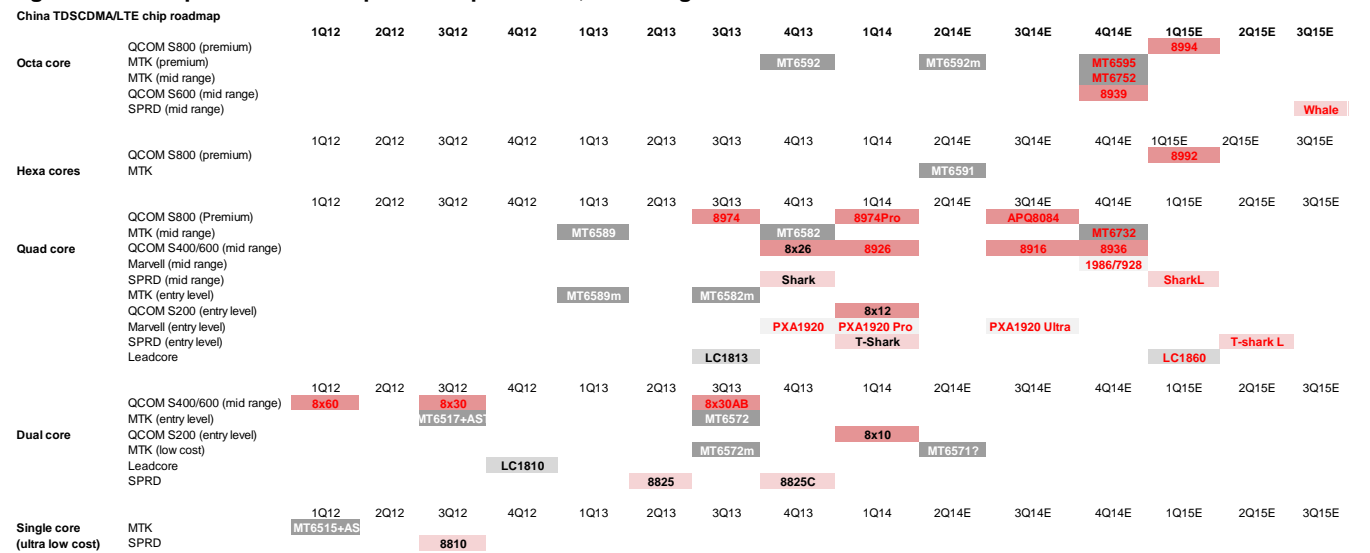 China TDSCDMA/LTE chip roadmap
1Q12 2Q12 3Q12 4Q12 1Q13 2Q13 3Q13 4Q13 1Q14 2Q14E 3Q14E 4Q14E 1Q15E 2Q15E 3Q15E
QCOM S800 (premium) 8994
Octa core MTK (premium) MT6592 MT6592m MT6595
MTK (mid range) MT6752
QCOM S600 (mid range) 8939
SPRD (mid range) Whale
1Q12 2Q12 3Q12 4Q12 1Q13 2Q13 3Q13 4Q13 1Q14 2Q14E 3Q14E 4Q14E 1Q15E 2Q15E 3Q15E
QCOM S800 (premium) 8992
Hexa cores MTK MT6591
1Q12 2Q12 3Q12 4Q12 1Q13 2Q13 3Q13 4Q13 1Q14 2Q14E 3Q14E 4Q14E 1Q15E 2Q15E 3Q15E
QCOM S800 (Premium) 8974 8974Pro APQ8084
MTK (mid range) MT6589 MT6582 MT6732
Quad core QCOM S400/600 (mid range) 8x26 8926 8916 8936
Marvell (mid range) 1986/7928
SPRD (mid range) Shark SharkL
MTK (entry level) MT6589m MT6582m
QCOM S200 (entry level) 8x12
Marvell (entry level) PXA1920 PXA1920 Pro PXA1920 Ultra
SPRD (entry level) T-Shark T-shark L
Leadcore LC1813 LC1860
1Q12 2Q12 3Q12 4Q12 1Q13 2Q13 3Q13 4Q13 1Q14 2Q14E 3Q14E 4Q14E 1Q15E 2Q15E 3Q15E
QCOM S400/600 (mid range) 8x60 8x30 8x30AB
MTK (entry level) MT6517+AST MT6572
Dual core QCOM S200 (entry level) 8x10
MTK (low cost) MT6572m MT6571?
Leadcore LC1810
SPRD 8825 8825C
1Q12 2Q12 3Q12 4Q12 1Q13 2Q13 3Q13 4Q13 1Q14 2Q14E 3Q14E 4Q14E 1Q15E 2Q15E 3Q15E
Single core MTK MT6515+AS
(ultra low cost) SPRD 8810